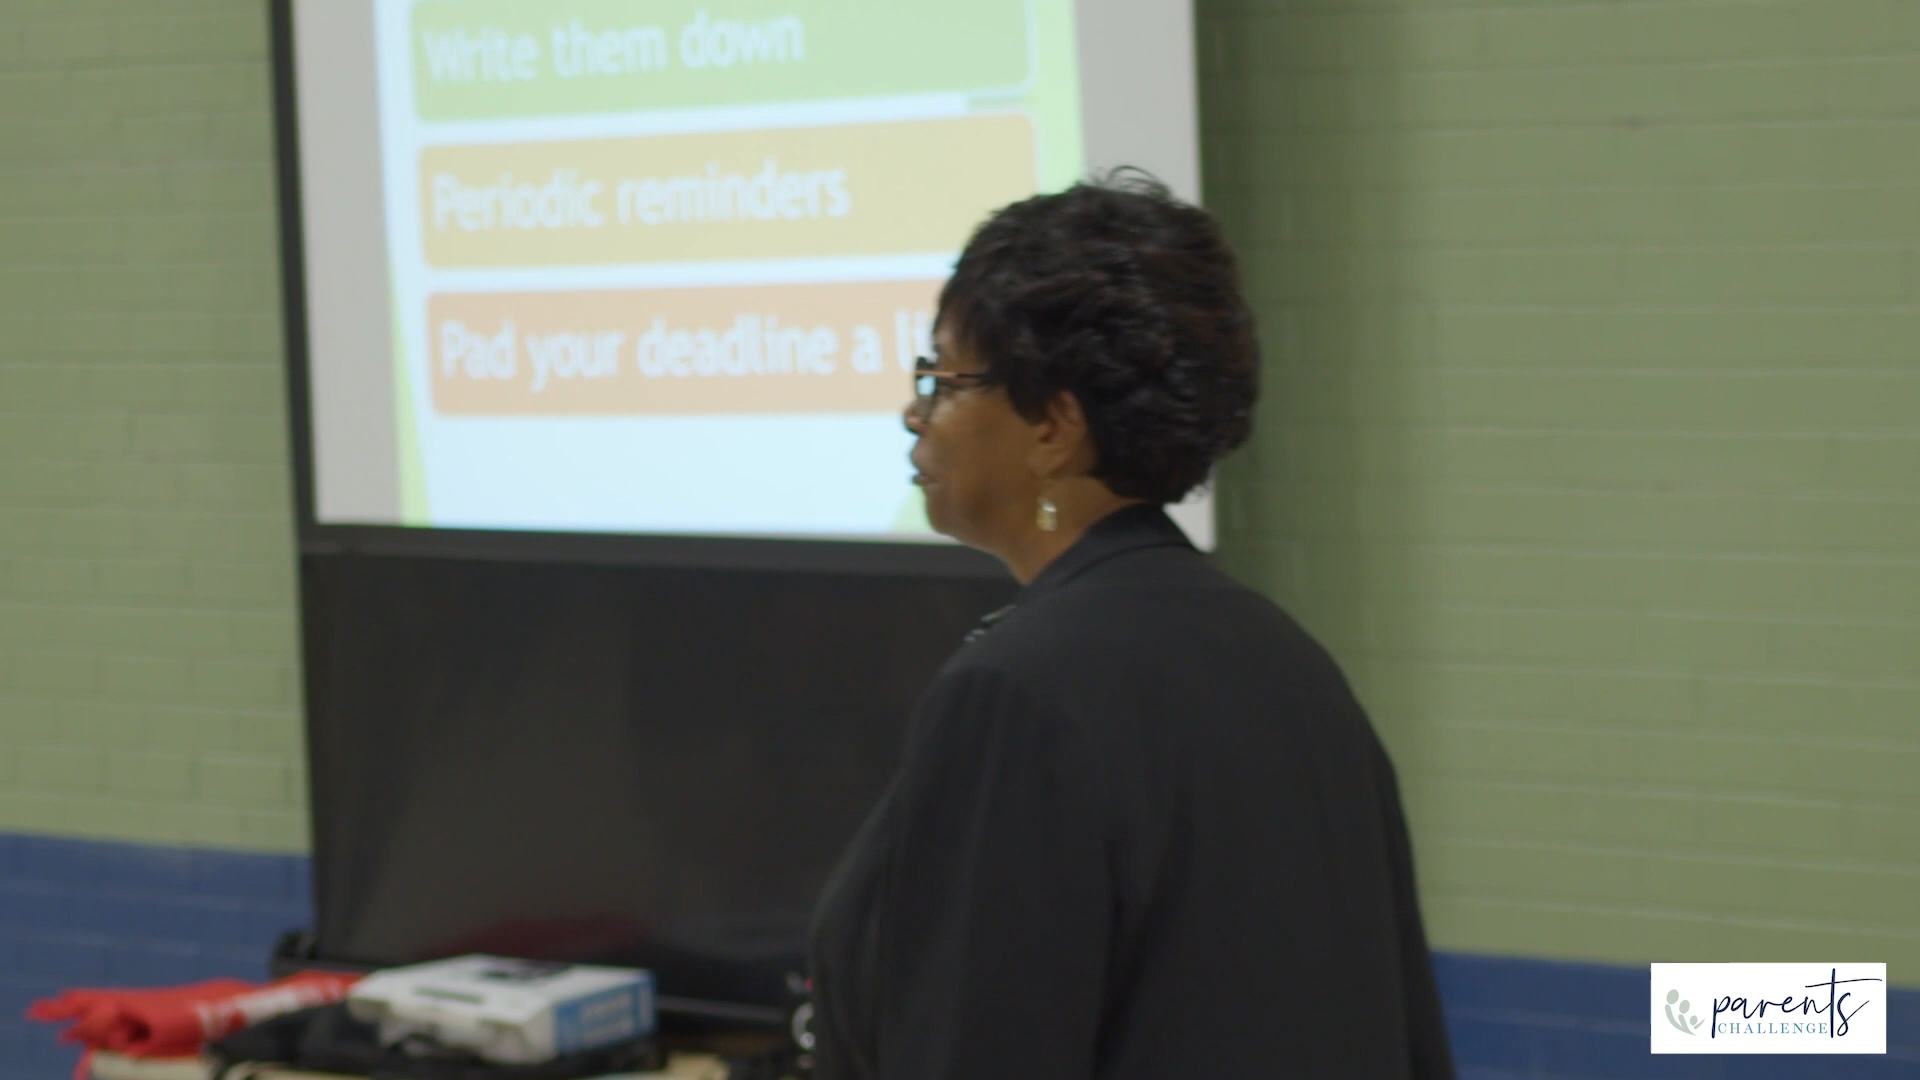 Write them down
Periodic reminders
Pad your deadline a
parents
CHALLENGE